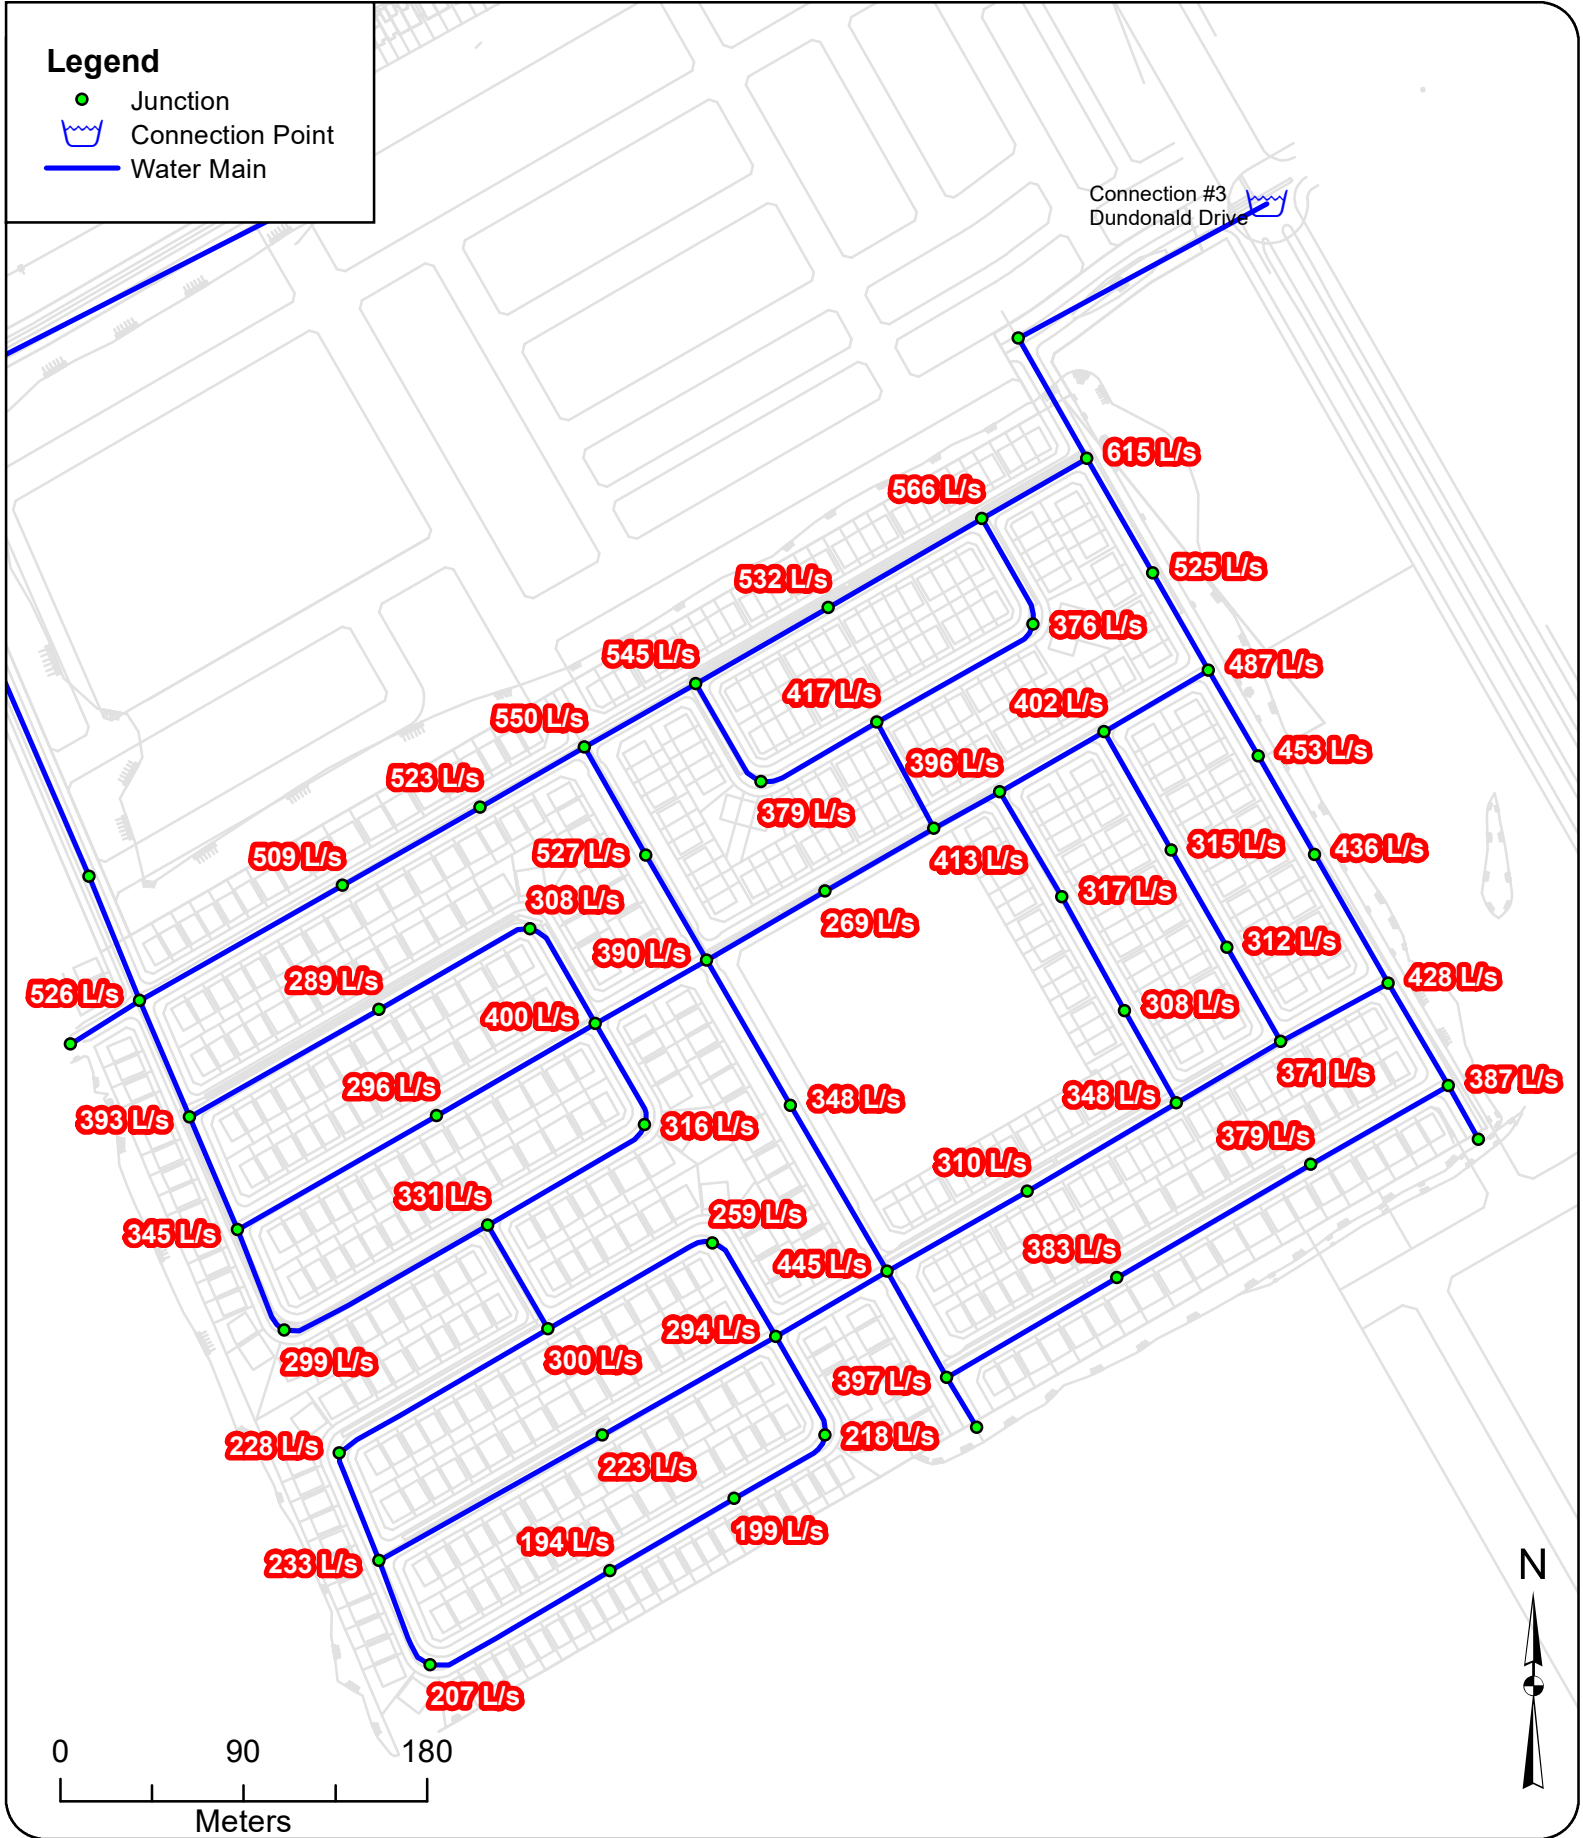 Legend
Junction
Connection Point
Water Main
Connection #3
Dundonald Drive
615 L/s
566 L/s
525 L/s
532 L/s
376 L/s
545 L/s
487 L/s
417 L/s
402 L/s
550 L/s
453 L/s
396 L/s
523 L/s
379 L/s
527 L/s
315 L/s
436 L/s
509 L/s
413 L/s
317 L/s
308 L/s
269 L/s
312 L/s
390 L/s
428 L/s
289 L/s
526 L/s
400 L/s
308 L/s
371 L/s
387 L/s
296 L/s
348 L/s
348 L/s
393 L/s
316 L/s
379 L/s
310 L/s
331 L/s
259 L/s
345 L/s
383 L/s
445 L/s
294 L/s
299 L/s
300 L/s
397 L/s
218 L/s
228 L/s
223 L/s
199 L/s
194 L/s
233 L/s
207 L/s
N
0 90 180
Meters